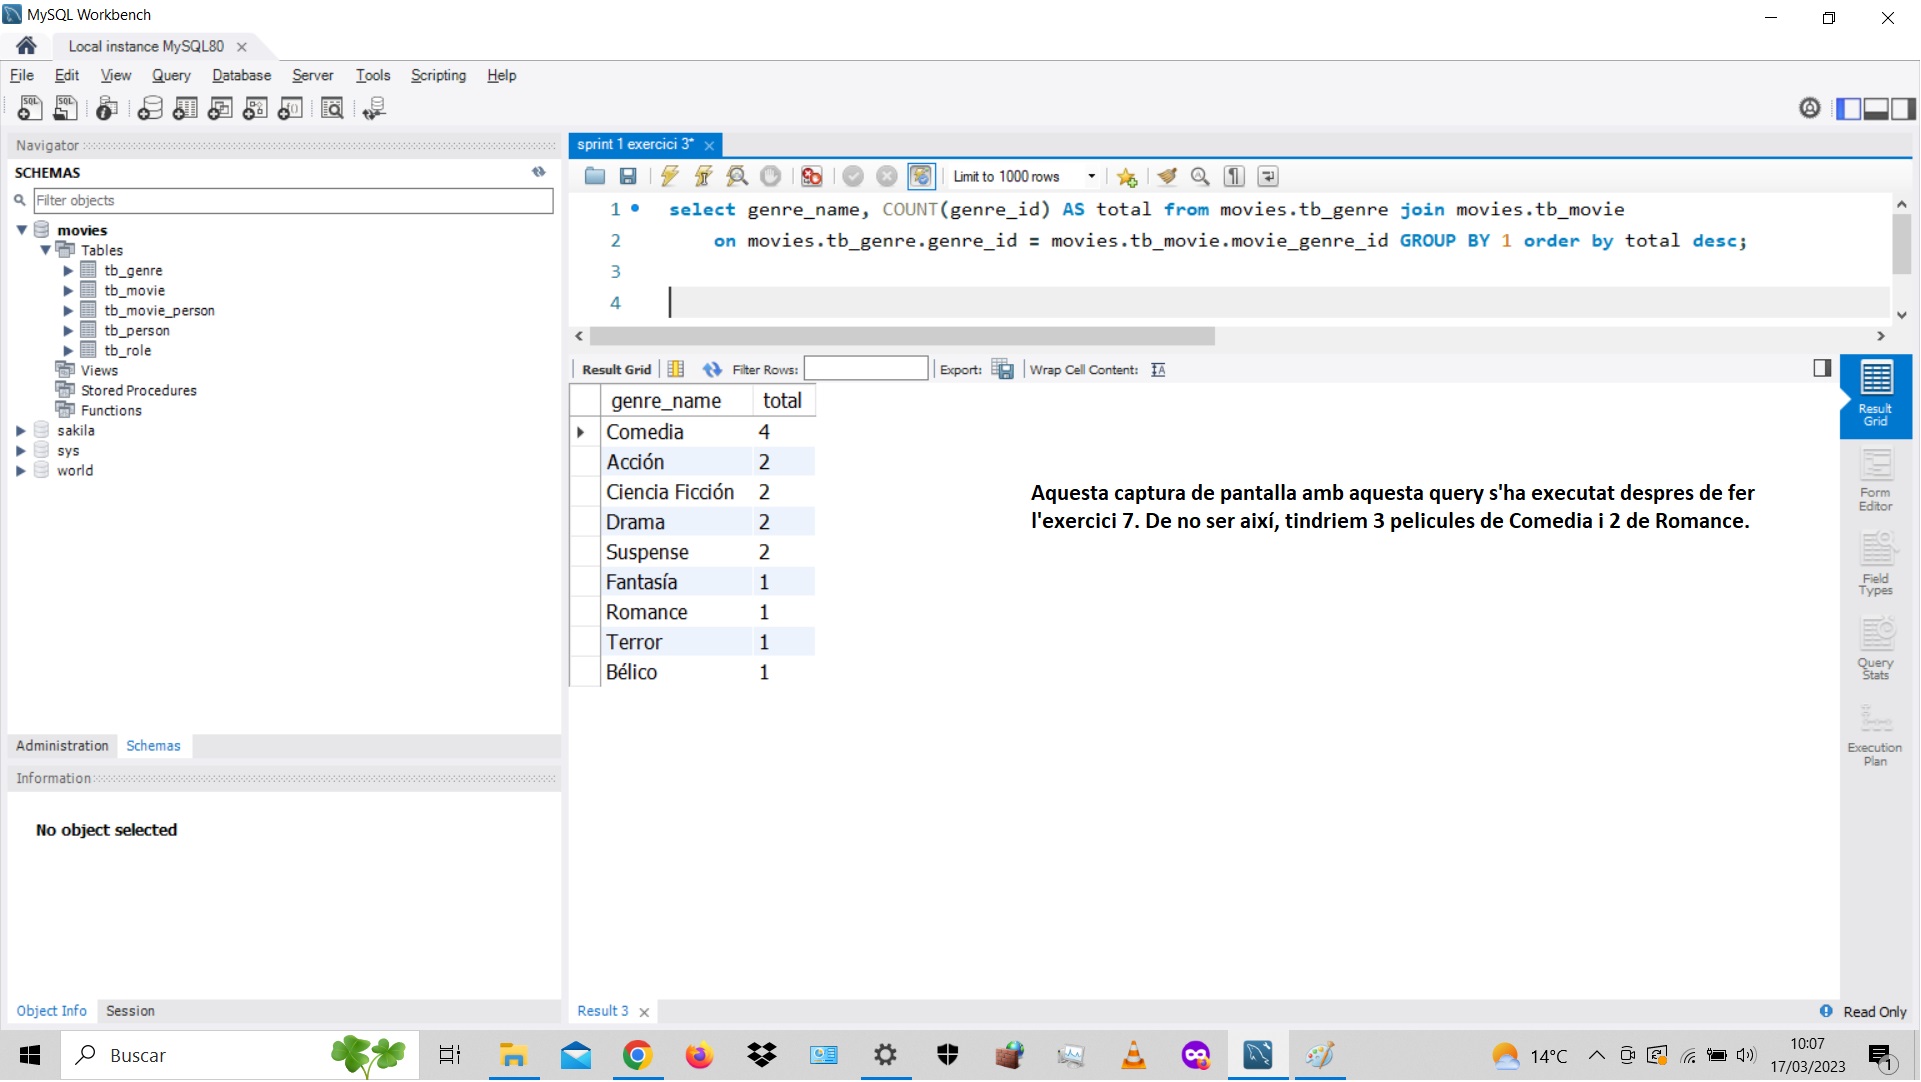 MySQL Workbench
Local instance MySQL80
File Edit View Query Database Server Tools Scripting Help
Navigator
SCHEMAS
Filter objects
movies
Tables
tb_genre
tb_movie
tb_movie_person
tb_person
tb_role
Views
Stored Procedures
Functions
sakila
sys
world
Administration Schemas
Information
No object selected
Object Info Session
sprint 1 exercici 3*
Limit to 1000 rows
1 select genre_name, COUNT(genre_id) AS total from movies.tb_genre join movies.tb_movie
2 on movies.tb_genre.genre_id = movies.tb_movie.movie_genre_id GROUP BY 1 order by total desc;
3
4
Result Grid Filter Rows: Export: Wrap Cell Content:
genre_name total
Comedia 4
Acción 2
Ciencia Ficción 2
Drama 2
Suspense 2
Fantasía 1
Romance 1
Terror 1
Bélico 1
Aquesta captura de pantalla amb aquesta query s'ha executat despres de fer
l'exercici 7. De no ser així, tindriem 3 pelicules de Comedia i 2 de Romance.
Result
Grid
Form
Editor
Field
Types
Query
Stats
Execution
Plan
Result 3
Read Only
Buscar
14°C
10:07
17/03/2023
1